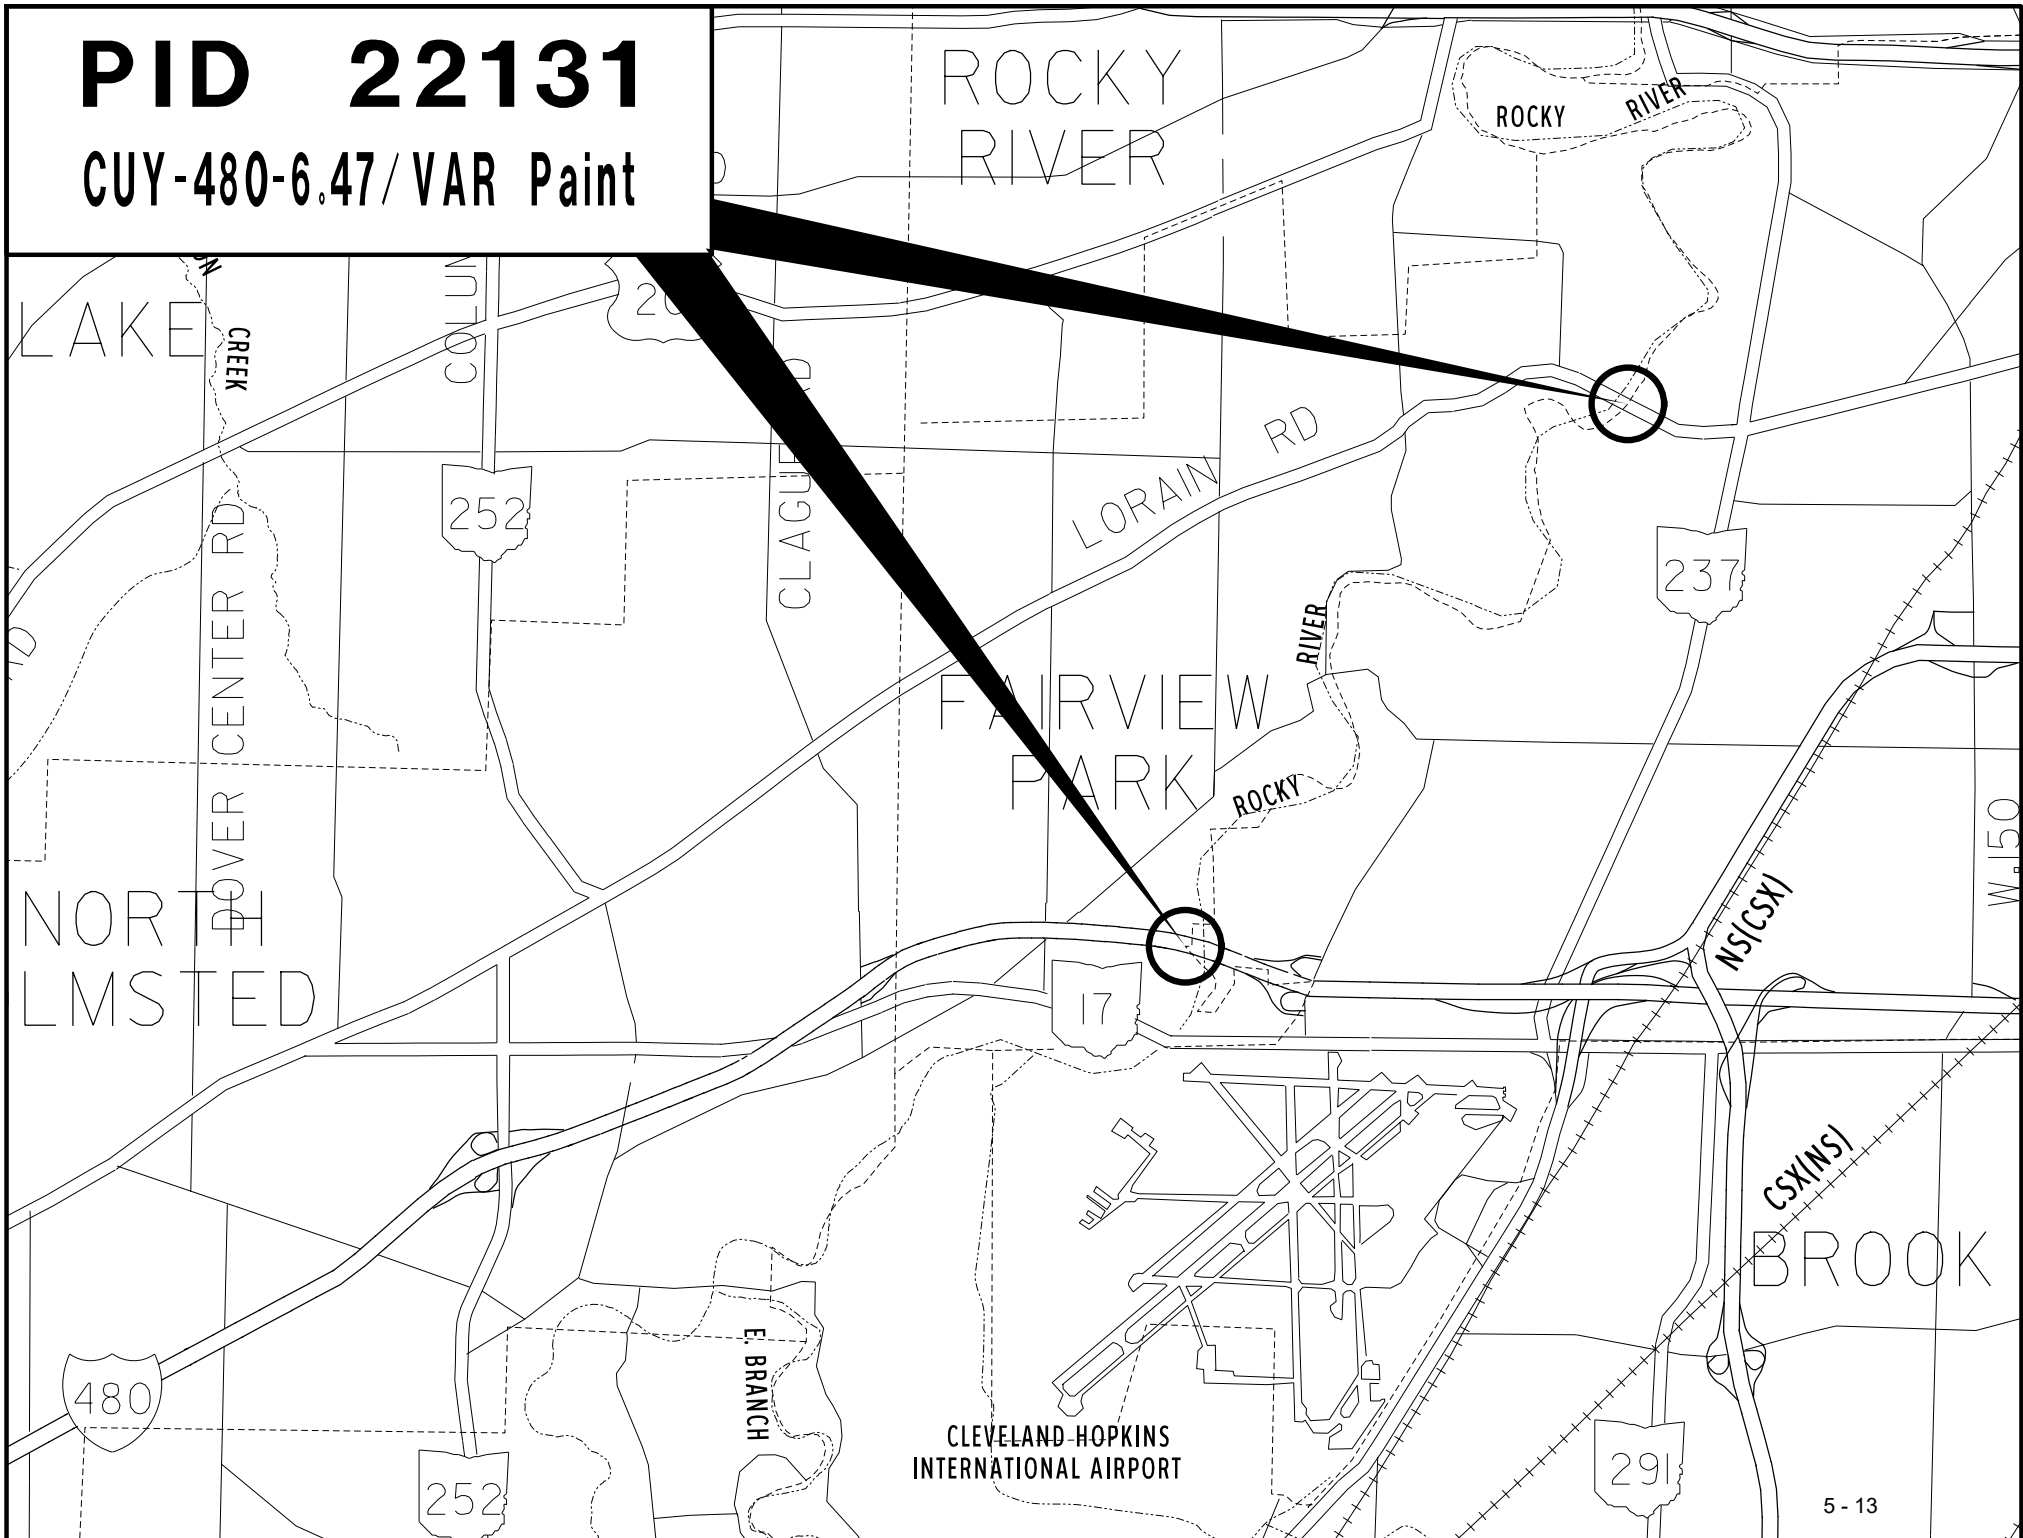 PID 22131
CUY-480-6.47/VAR Paint
ROCKY
RIVER
ROCKY
RIVER
LAKE
CREEK
20
252
DOVER CENTER RD
LORAIN RD
237
RIVER
FAIRVIEW
PARK
ROCKY
W.150
NORTH
LMSTED
NS(CSX)
17
CSX(NS)
BROOK
480
E. BRANCH
252
CLEVELAND HOPKINS
INTERNATIONAL AIRPORT
291
5 - 13